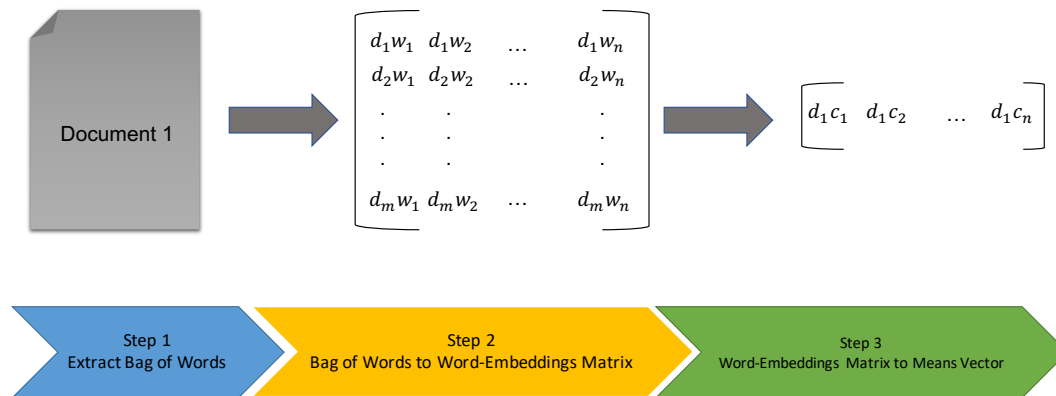 Document 1
d₁w₁ d₁w₂ … d₁wₙ
d₂w₁ d₂w₂ … d₂wₙ
. . .
. . .
. . .
dₘw₁ dₘw₂ … dₘwₙ
d₁c₁ d₁c₂ … d₁cₙ
Step 1
Extract Bag of Words
Step 2
Bag of Words to Word-Embeddings Matrix
Step 3
Word-Embeddings Matrix to Means Vector